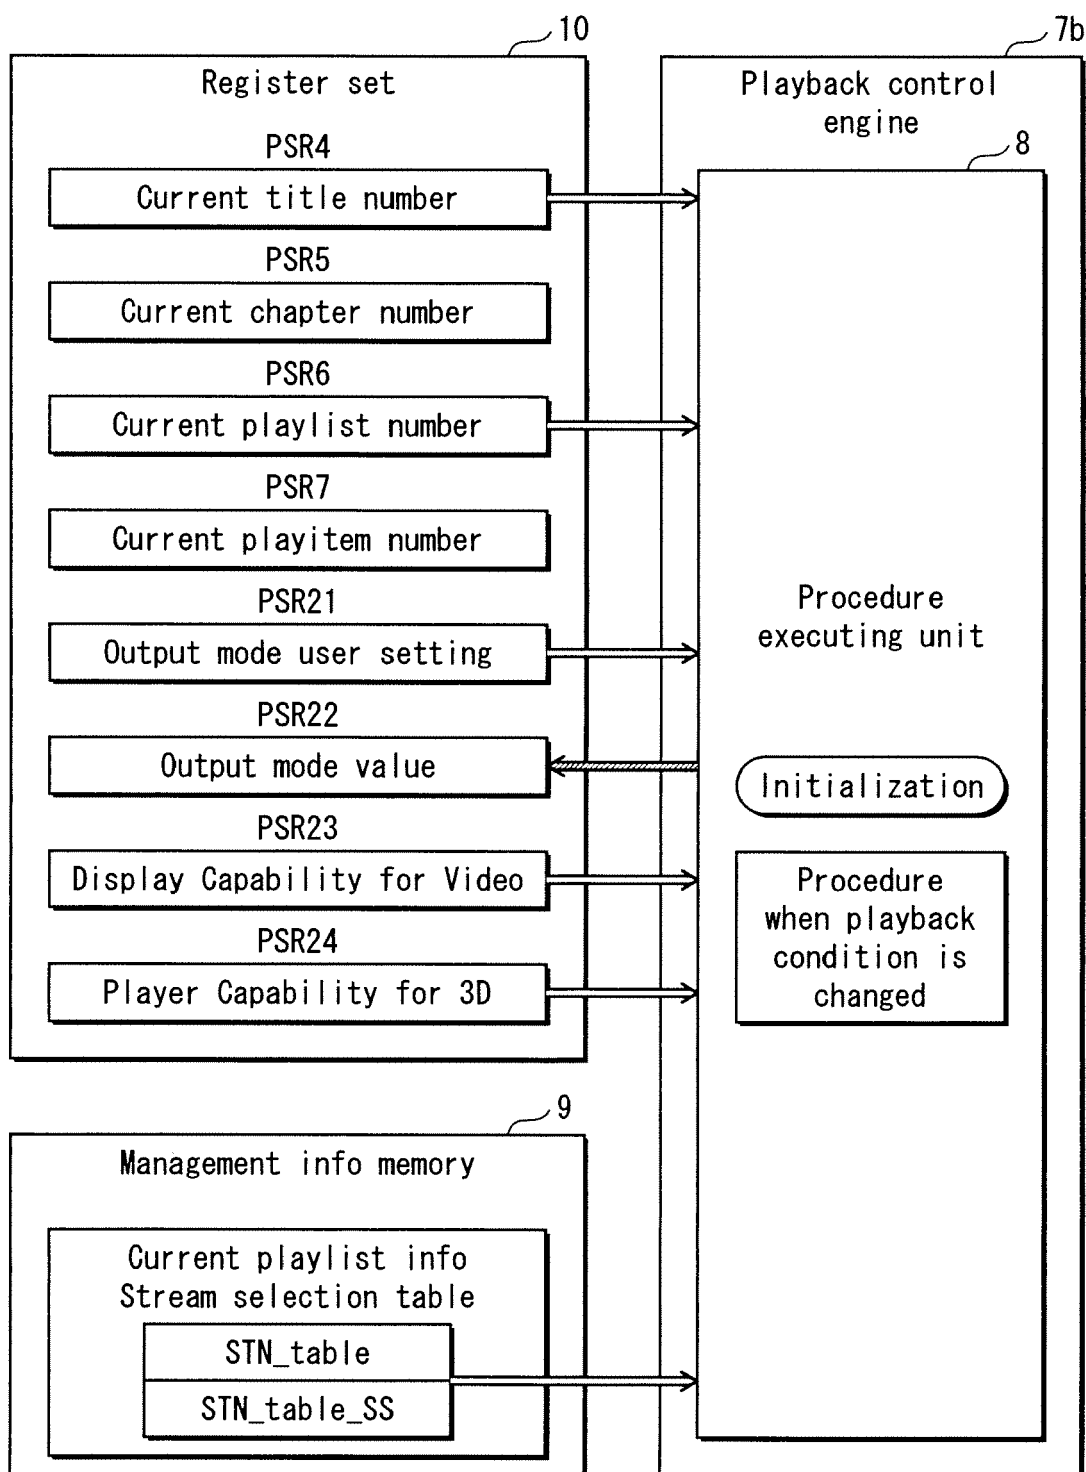 10
Register set
PSR4
Current title number
PSR5
Current chapter number
PSR6
Current playlist number
PSR7
Current playitem number
PSR21
Output mode user setting
PSR22
Output mode value
PSR23
Display Capability for Video
PSR24
Player Capability for 3D
7b
Playback control
engine
8
Procedure
executing unit
Initialization
Procedure
when playback
condition is
changed
9
Management info memory
Current playlist info
Stream selection table
STN_table
STN_table_SS